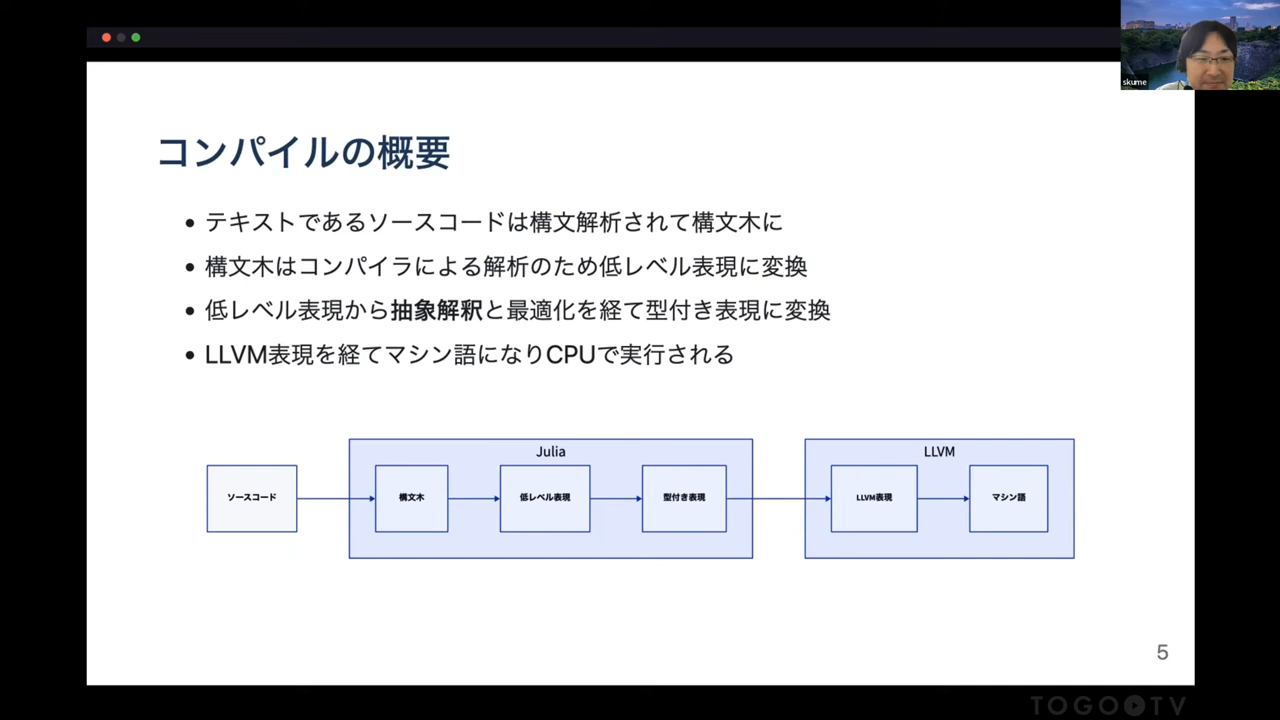 skume
コンパイルの概要
• テキストであるソースコードは構文解析されて構文木に
• 構文木はコンパイラによる解析のため低レベル表現に変換
• 低レベル表現から抽象解釈と最適化を経て型付き表現に変換
• LLVM表現を経てマシン語になりCPUで実行される
Julia
LLVM
ソースコード
構文木
低レベル表現
型付き表現
LLVM表現
マシン語
5
TOGO TV